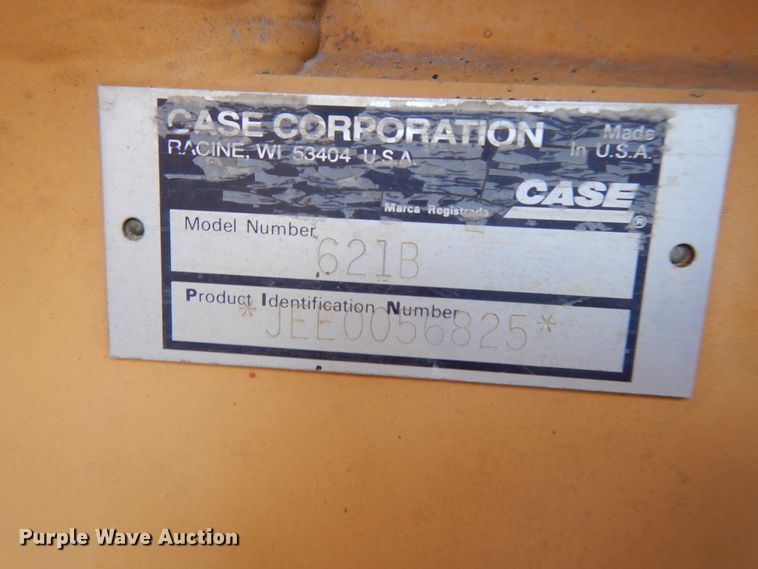 CASE CORPORATION
RACINE, WI 53404 U.S.A.
Made
In U.S.A.
CASE
Marca Registrada
®
Model Number
621B
Product Identification Number
*JEE0056825*
Purple Wave Auction